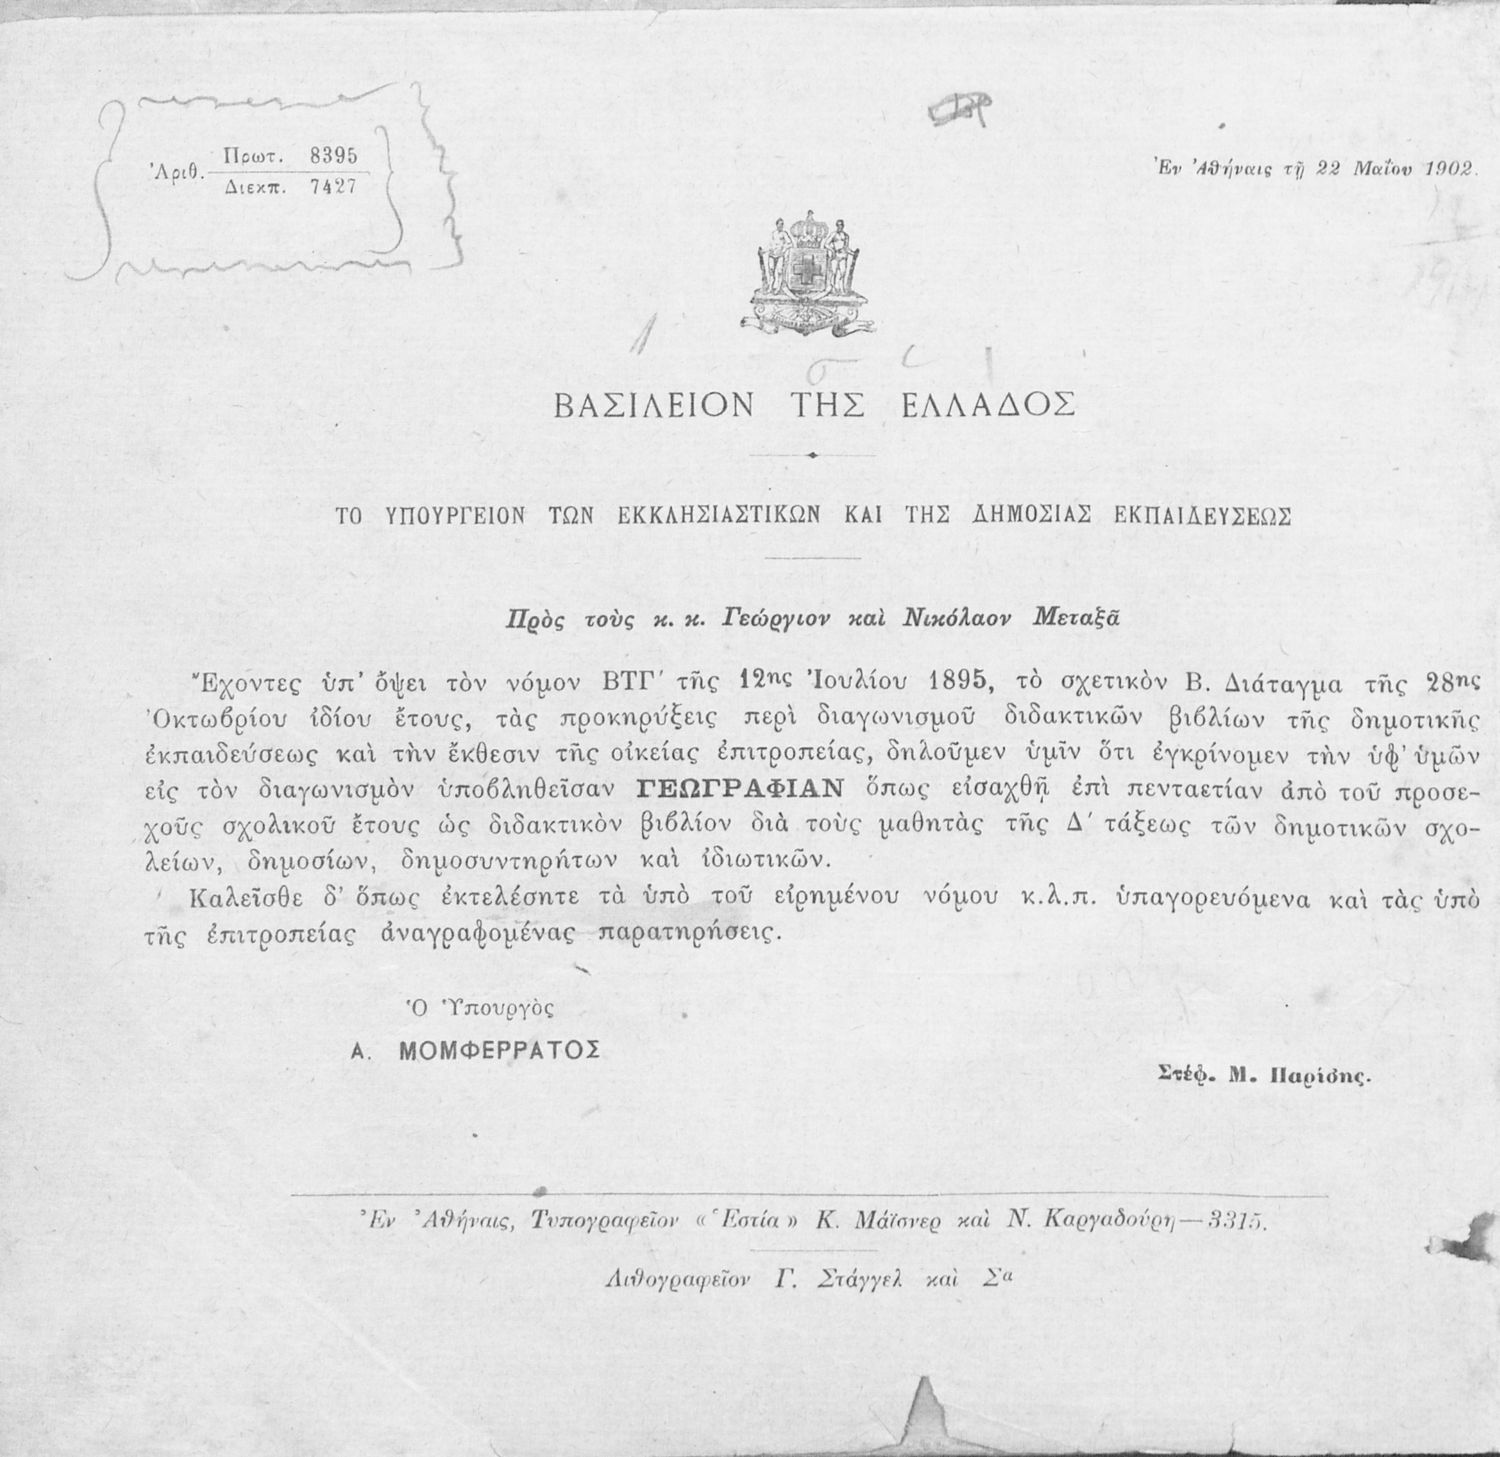 Ἀριθ. Πρωτ. 8395
Διεκπ. 7427
Ἐν Ἀθήναις τῇ 22 Μαΐου 1902.
ΒΑΣΙΛΕΙΟΝ ΤΗΣ ΕΛΛΑΔΟΣ
ΤΟ ΥΠΟΥΡΓΕΙΟΝ ΤΩΝ ΕΚΚΛΗΣΙΑΣΤΙΚΩΝ ΚΑΙ ΤΗΣ ΔΗΜΟΣΙΑΣ ΕΚΠΑΙΔΕΥΣΕΩΣ
Πρὸς τοὺς κ. κ. Γεώργιον καὶ Νικόλαον Μεταξᾶ
Ἔχοντες ὑπ' ὄψει τὸν νόμον ΒΤΓ' τῆς 12ης Ἰουλίου 1895, τὸ σχετικὸν Β. Διάταγμα τῆς 28ης
Ὀκτωβρίου ἰδίου ἔτους, τὰς προκηρύξεις περὶ διαγωνισμοῦ διδακτικῶν βιβλίων τῆς δημοτικῆς
ἐκπαιδεύσεως καὶ τὴν ἔκθεσιν τῆς οἰκείας ἐπιτροπείας, δηλοῦμεν ὑμῖν ὅτι ἐγκρίνομεν τὴν ὑφ' ὑμῶν
εἰς τὸν διαγωνισμὸν ὑποβληθεῖσαν ΓΕΩΓΡΑΦΙΑΝ ὅπως εἰσαχθῇ ἐπὶ πενταετίαν ἀπὸ τοῦ προσε-
χοῦς σχολικοῦ ἔτους ὡς διδακτικὸν βιβλίον διὰ τοὺς μαθητὰς τῆς Δ' τάξεως τῶν δημοτικῶν σχο-
λείων, δημοσίων, δημοσυντηρήτων καὶ ἰδιωτικῶν.
Καλεῖσθε δ' ὅπως ἐκτελέσητε τὰ ὑπὸ τοῦ εἰρημένου νόμου κ.λ.π. ὑπαγορευόμενα καὶ τὰς ὑπὸ
τῆς ἐπιτροπείας ἀναγραφομένας παρατηρήσεις.
Ὁ Ὑπουργὸς
Α. ΜΟΜΦΕΡΡΑΤΟΣ
Στέφ. Μ. Παρίσης.
Ἐν Ἀθήναις, Τυπογραφεῖον «Ἑστία» Κ. Μάϊσνερ καὶ Ν. Καργαδούρη—3315.
Λιθογραφεῖον Γ. Στάγγελ καὶ Σα